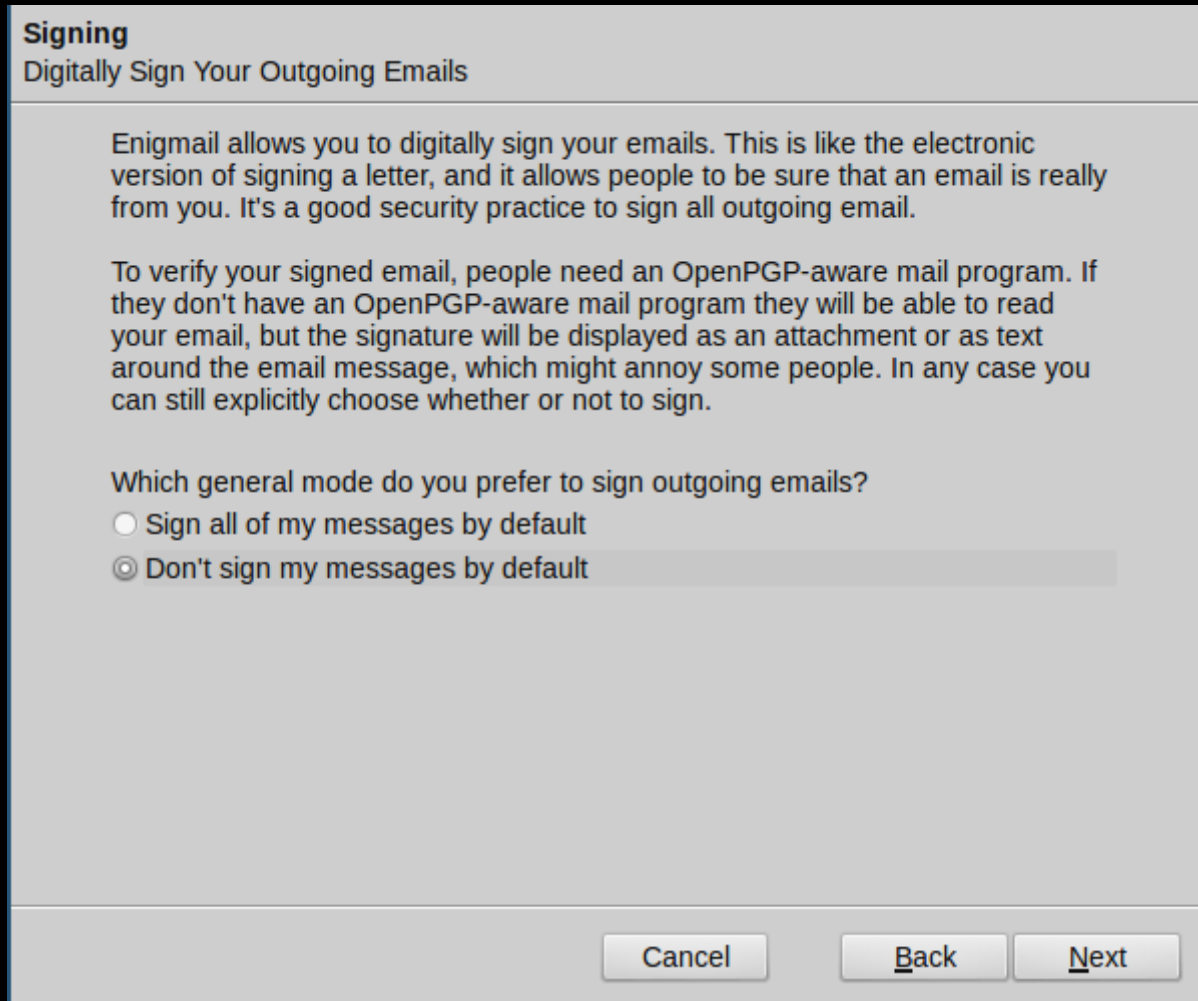 Signing
Digitally Sign Your Outgoing Emails
Enigmail allows you to digitally sign your emails. This is like the electronic
version of signing a letter, and it allows people to be sure that an email is really
from you. It's a good security practice to sign all outgoing email.
To verify your signed email, people need an OpenPGP-aware mail program. If
they don't have an OpenPGP-aware mail program they will be able to read
your email, but the signature will be displayed as an attachment or as text
around the email message, which might annoy some people. In any case you
can still explicitly choose whether or not to sign.
Which general mode do you prefer to sign outgoing emails?
Sign all of my messages by default
Don't sign my messages by default
Cancel Back Next